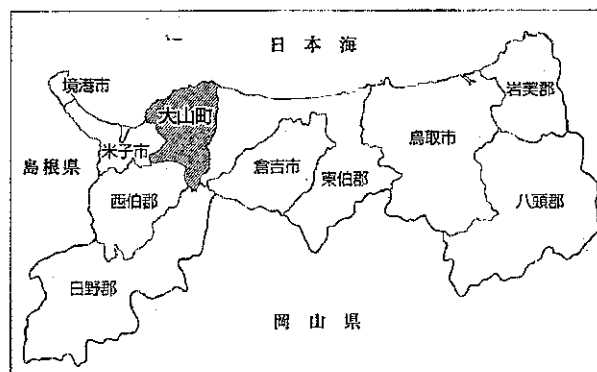 日本海
境港市
岩美郡
大山町
鳥取市
米子市
島根県
倉吉市
東伯郡
八頭郡
西伯郡
日野郡
岡山県